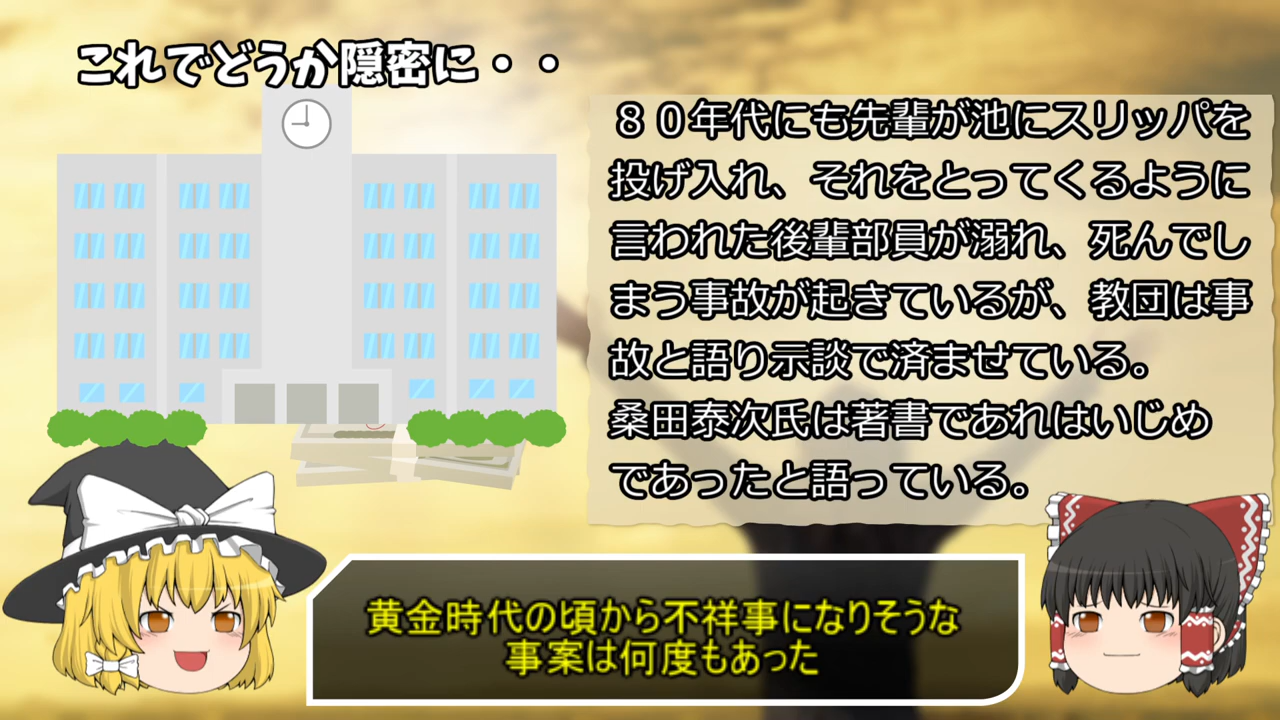 これでどうか隠密に・・
８０年代にも先輩が池にスリッパを
投げ入れ、それをとってくるように
言われた後輩部員が溺れ、死んでし
まう事故が起きているが、教団は事
故と語り示談で済ませている。
桑田泰次氏は著書であれはいじめ
であったと語っている。
黄金時代の頃から不祥事になりそうな
事案は何度もあった